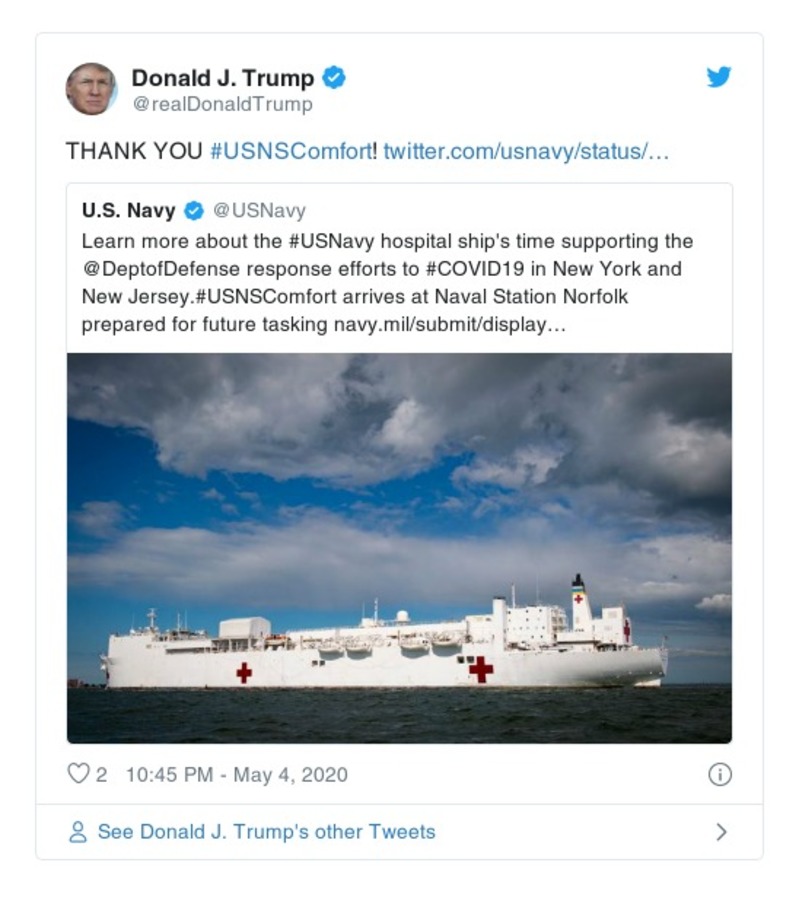 Donald J. Trump
@realDonaldTrump
THANK YOU #USNSComfort! twitter.com/usnavy/status/…
U.S. Navy @USNavy
Learn more about the #USNavy hospital ship's time supporting the
@DeptofDefense response efforts to #COVID19 in New York and
New Jersey.#USNSComfort arrives at Naval Station Norfolk
prepared for future tasking navy.mil/submit/display…
2 10:45 PM - May 4, 2020
See Donald J. Trump's other Tweets